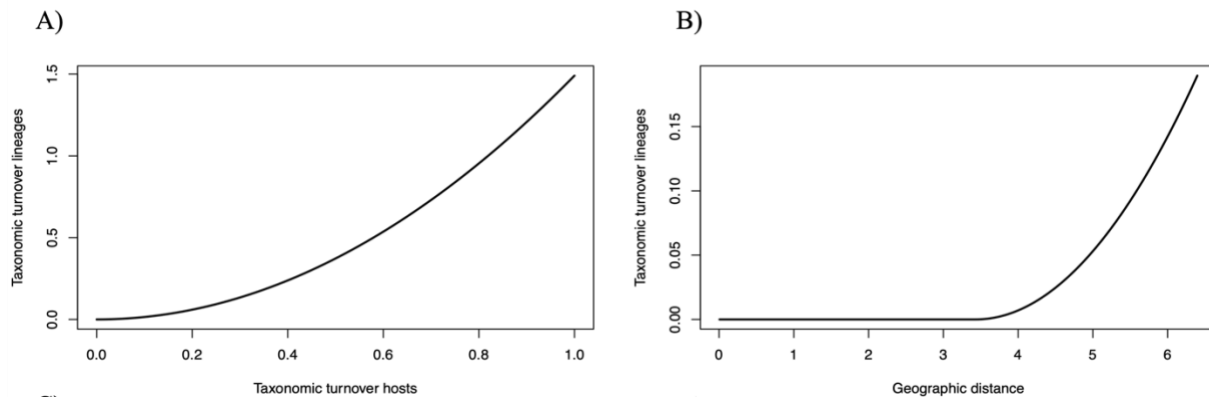 A)
B)
Taxonomic turnover lineages
1.5
1.0
0.5
0.0
0.0 0.2 0.4 0.6 0.8 1.0
Taxonomic turnover hosts
Taxonomic turnover lineages
0.15
0.10
0.05
0.00
0 1 2 3 4 5 6
Geographic distance